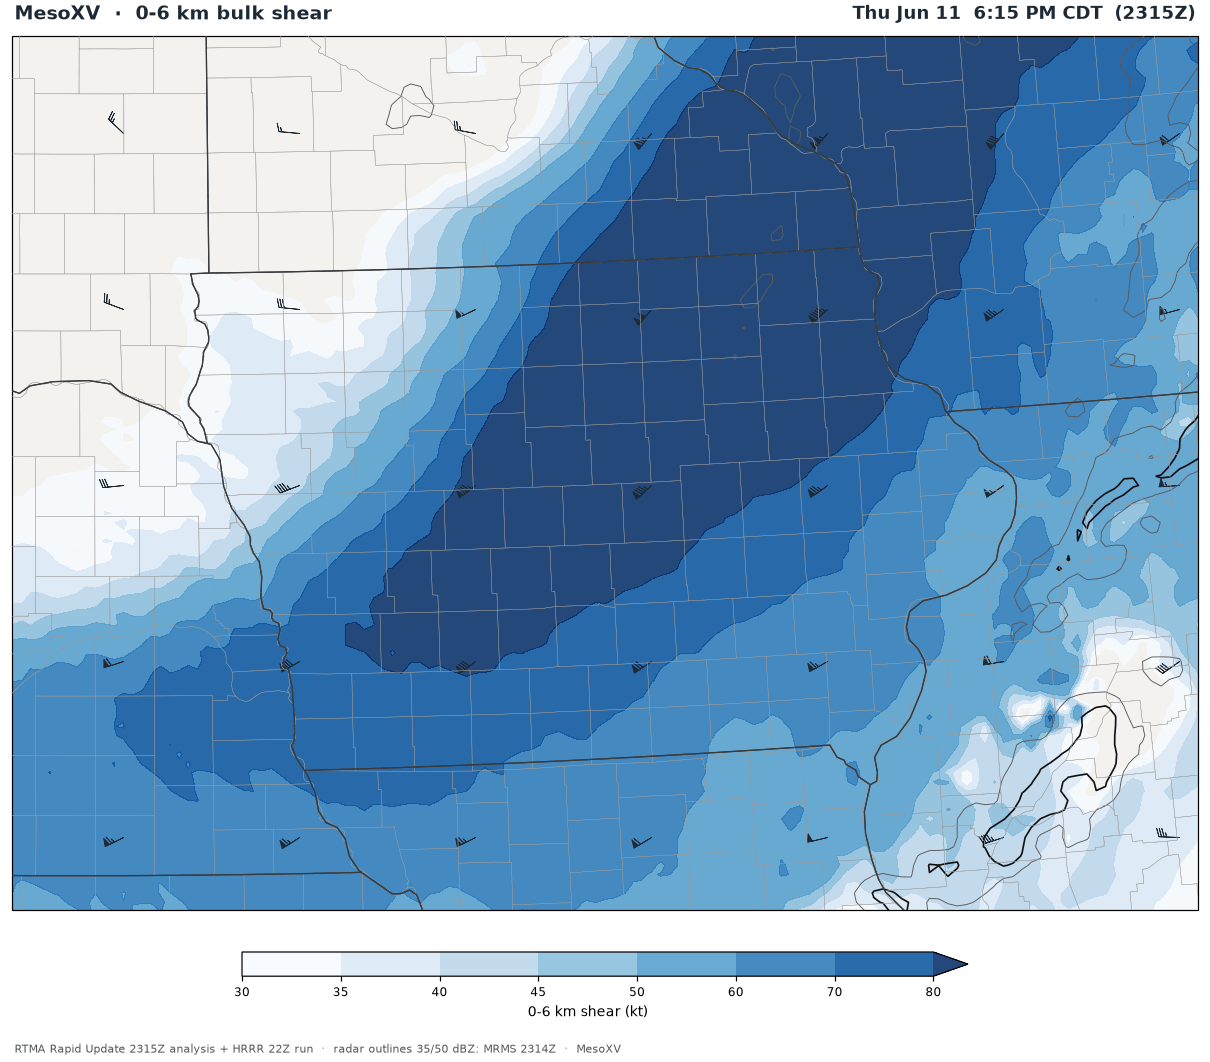 MesoXV · 0-6 km bulk shear
Thu Jun 11 6:15 PM CDT (2315Z)
30 35 40 45 50 60 70 80
0-6 km shear (kt)
RTMA Rapid Update 2315Z analysis + HRRR 22Z run · radar outlines 35/50 dBZ: MRMS 2314Z · MesoXV